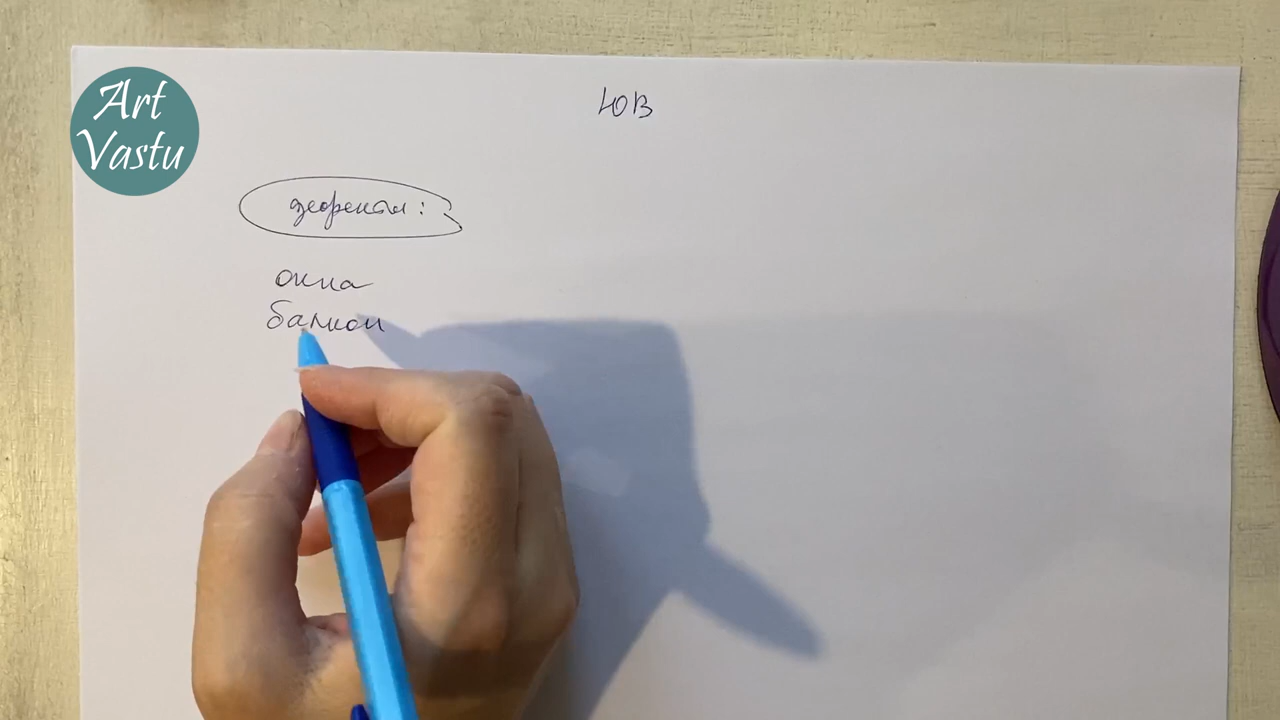 Art
Vastu
ЮВ
дефекты:
окна
балкон